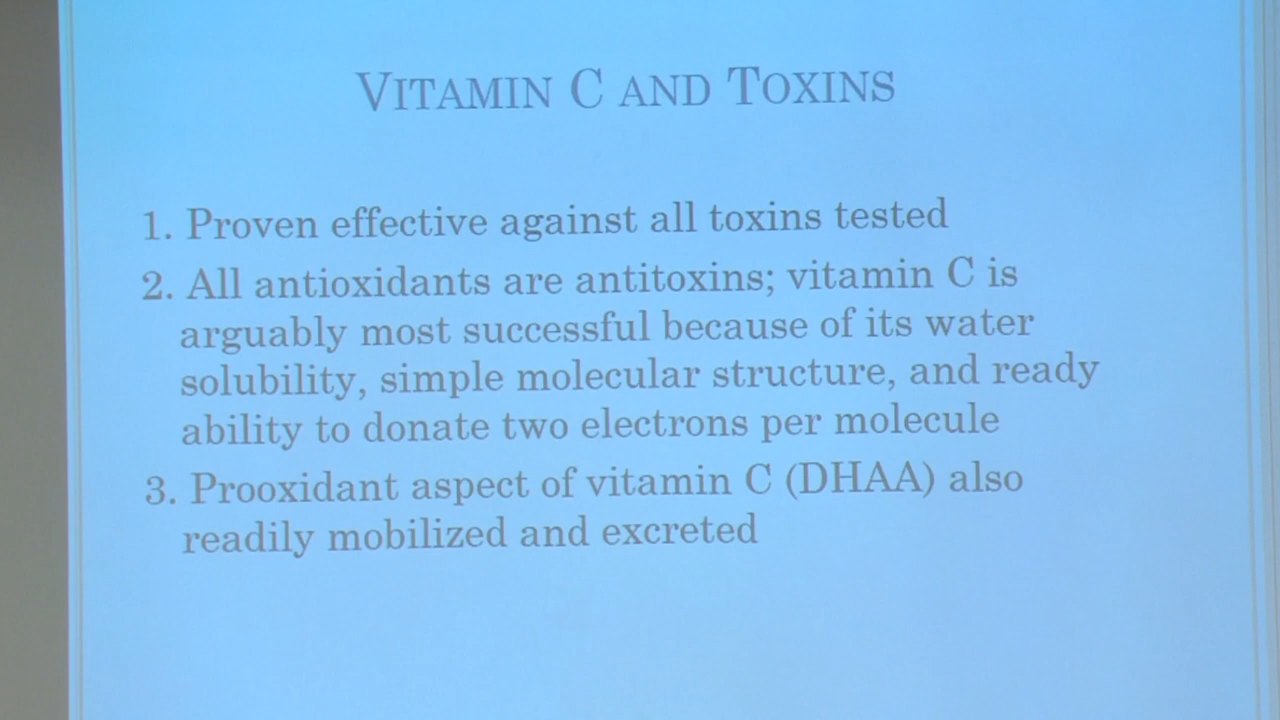 VITAMIN C AND TOXINS
1. Proven effective against all toxins tested
2. All antioxidants are antitoxins; vitamin C is
arguably most successful because of its water
solubility, simple molecular structure, and ready
ability to donate two electrons per molecule
3. Prooxidant aspect of vitamin C (DHAA) also
readily mobilized and excreted